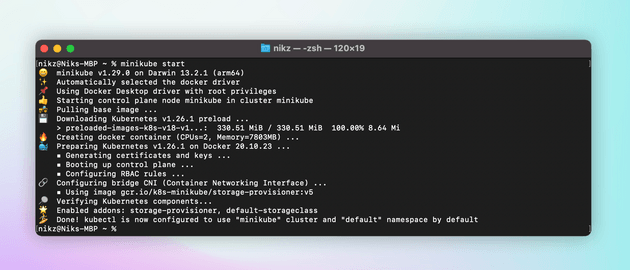 nikz — -zsh — 120×19
nikz@Niks-MBP ~ % minikube start
😄 minikube v1.29.0 on Darwin 13.2.1 (arm64)
✨ Automatically selected the docker driver
📌 Using Docker Desktop driver with root privileges
👍 Starting control plane node minikube in cluster minikube
🚜 Pulling base image ...
💾 Downloading Kubernetes v1.26.1 preload ...
> preloaded-images-k8s-v18-v1...: 330.51 MiB / 330.51 MiB 100.00% 8.64 Mi
🔥 Creating docker container (CPUs=2, Memory=7803MB) ...
🐳 Preparing Kubernetes v1.26.1 on Docker 20.10.23 ...
▪ Generating certificates and keys ...
▪ Booting up control plane ...
▪ Configuring RBAC rules ...
🔗 Configuring bridge CNI (Container Networking Interface) ...
▪ Using image gcr.io/k8s-minikube/storage-provisioner:v5
🔎 Verifying Kubernetes components...
🌟 Enabled addons: storage-provisioner, default-storageclass
🏄 Done! kubectl is now configured to use "minikube" cluster and "default" namespace by default
nikz@Niks-MBP ~ %